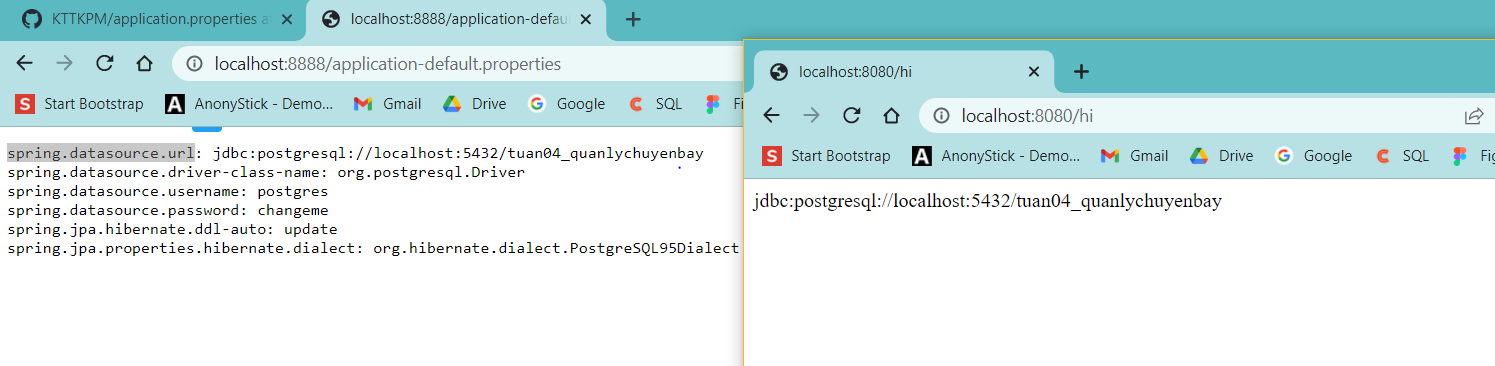 KTTKPM/application.properties a
localhost:8888/application-defau
localhost:8888/application-default.properties
S Start Bootstrap A AnonyStick - Demo... Gmail Drive G Google C SQL Fi
spring.datasource.url: jdbc:postgresql://localhost:5432/tuan04_quanlychuyenbay
spring.datasource.driver-class-name: org.postgresql.Driver
spring.datasource.username: postgres
spring.datasource.password: changeme
spring.jpa.hibernate.ddl-auto: update
spring.jpa.properties.hibernate.dialect: org.hibernate.dialect.PostgreSQL95Dialect
localhost:8080/hi
localhost:8080/hi
S Start Bootstrap A AnonyStick - Demo... Gmail Drive G Google C SQL Fig
jdbc:postgresql://localhost:5432/tuan04_quanlychuyenbay